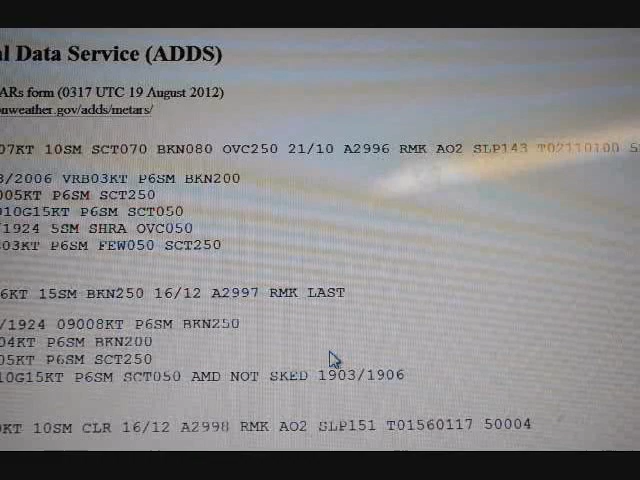 al Data Service (ADDS)
ARs form (0317 UTC 19 August 2012)
nweather.gov/adds/metars/
07KT 10SM SCT070 BKN080 OVC250 21/10 A2996 RMK AO2 SLP143 T02110100
/2006 VRB03KT P6SM BKN200
005KT P6SM SCT250
010G15KT P6SM SCT050
/1924 5SM SHRA OVC050
03KT P6SM FEW050 SCT250
6KT 15SM BKN250 16/12 A2997 RMK LAST
/1924 09008KT P6SM BKN250
04KT P6SM BKN200
05KT P6SM SCT250
10G15KT P6SM SCT050 AMD NOT SKED 1903/1906
0KT 10SM CLR 16/12 A2998 RMK AO2 SLP151 T01560117 50004